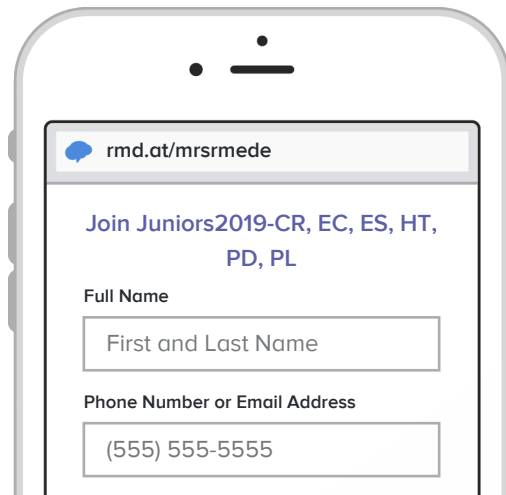 rmd.at/mrsrmede
Join Juniors2019-CR, EC, ES, HT,
PD, PL
Full Name
First and Last Name
Phone Number or Email Address
(555) 555-5555